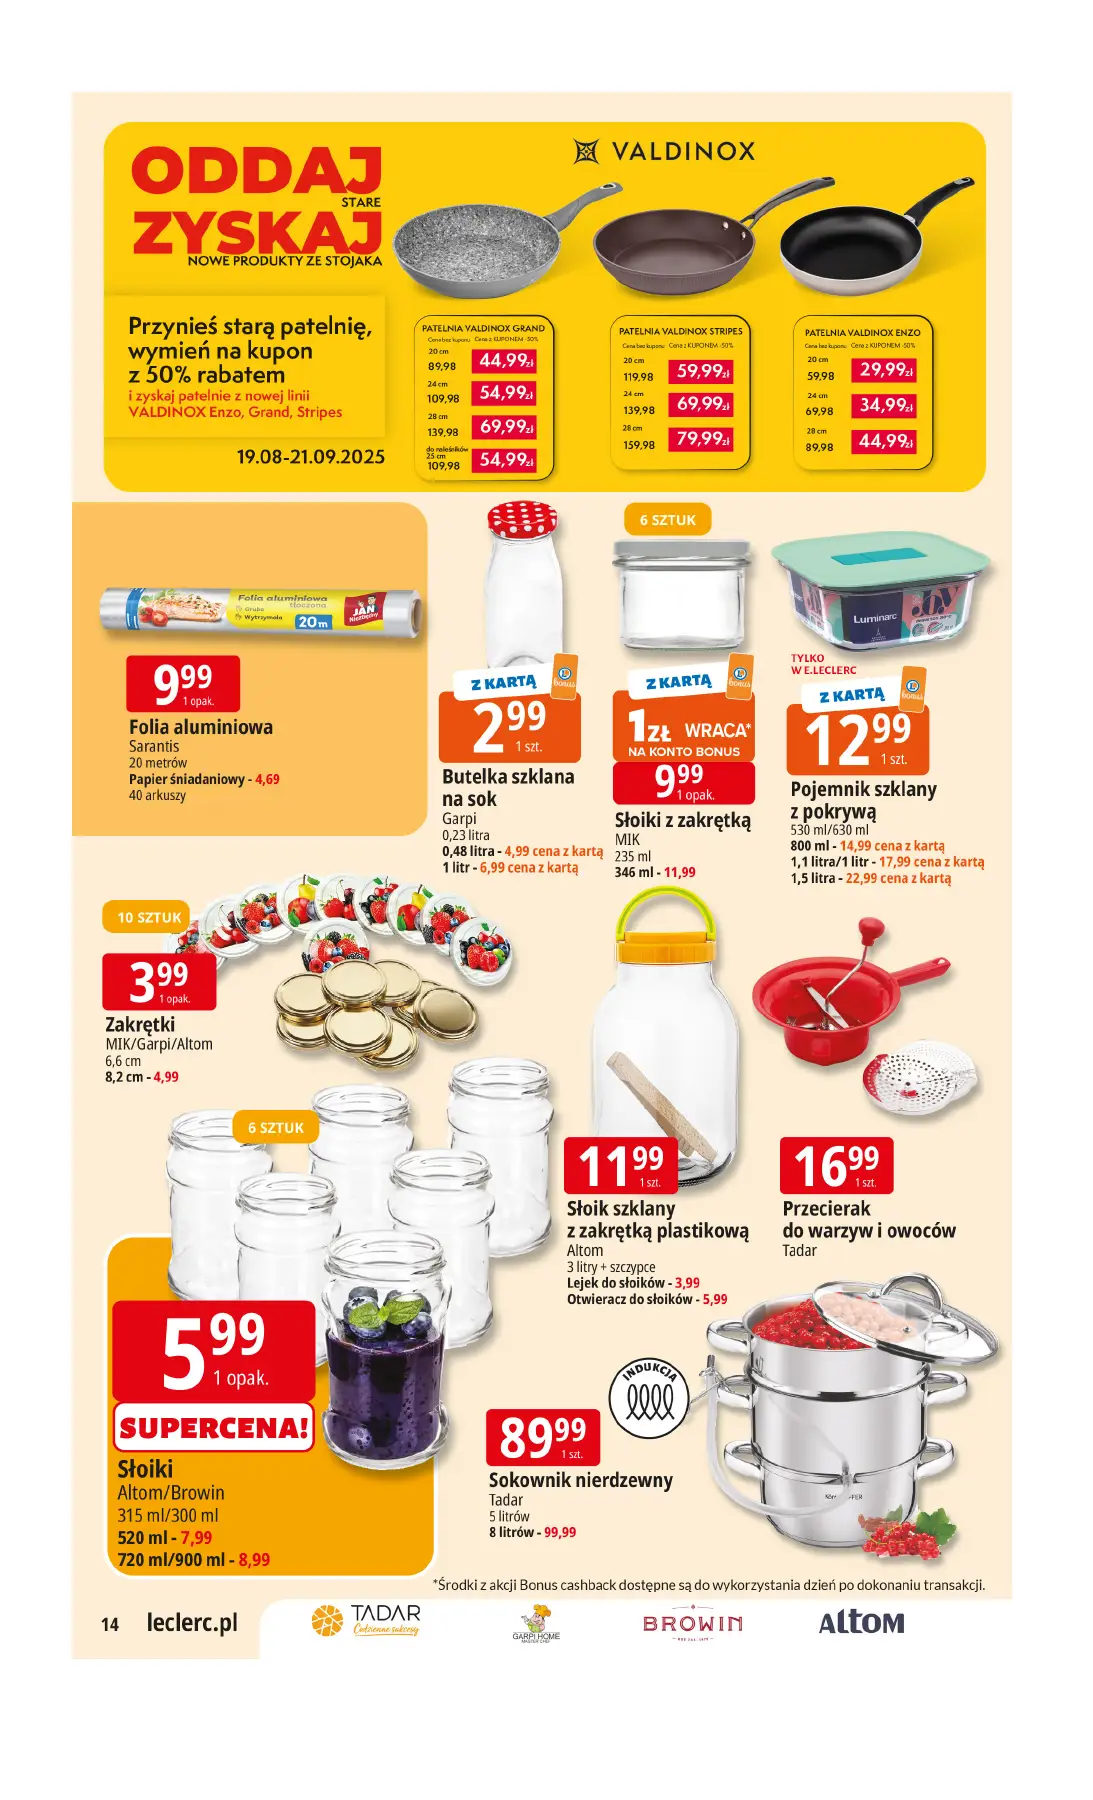 ODDAJ
STARE
ZYSKAJ
NOWE PRODUKTY ZE STOJAKA
VALDINOX
Przynieś starą patelnię,
wymień na kupon
z 50% rabatem
i zyskaj patelnie z nowej linii
VALDINOX Enzo, Grand, Stripes
19.08-21.09.2025
PATELNIA VALDINOX GRAND
Cena bez kuponu Cena z KUPONEM -50%
20 cm
89,98 44,99zł
24 cm
109,98 54,99zł
28 cm
139,98 69,99zł
do naleśników
25 cm
109,98 54,99zł
PATELNIA VALDINOX STRIPES
Cena bez kuponu Cena z KUPONEM -50%
20 cm
119,98 59,99zł
24 cm
139,98 69,99zł
28 cm
159,98 79,99zł
PATELNIA VALDINOX ENZO
Cena bez kuponu Cena z KUPONEM -50%
20 cm
59,98 29,99zł
24 cm
69,98 34,99zł
28 cm
89,98 44,99zł
Folia aluminiowa
tłoczona
Gruba
Wytrzymała
20 m
JAN
Niezbędny
9 99
1 opak.
Folia aluminiowa
Sarantis
20 metrów
Papier śniadaniowy - 4,69
40 arkuszy
Z KARTĄ
bonus
2 99
1 szt.
Butelka szklana
na sok
Garpi
0,23 litra
0,48 litra - 4,99 cena z kartą
1 litr - 6,99 cena z kartą
6 SZTUK
Z KARTĄ
bonus
1ZŁ WRACA*
NA KONTO BONUS
9 99
1 opak.
Słoiki z zakrętką
MIK
235 ml
346 ml - 11,99
Luminarc
JOY
TYLKO
W E.LECLERC
Z KARTĄ
bonus
12 99
1 szt.
Pojemnik szklany
z pokrywą
530 ml/630 ml
800 ml - 14,99 cena z kartą
1,1 litra/1 litr - 17,99 cena z kartą
1,5 litra - 22,99 cena z kartą
10 SZTUK
3 99
1 opak.
Zakrętki
MIK/Garpi/Altom
6,6 cm
8,2 cm - 4,99
11 99
1 szt.
Słoik szklany
z zakrętką plastikową
Altom
3 litry + szczypce
Lejek do słoików - 3,99
Otwieracz do słoików - 5,99
16 99
1 szt.
Przecierak
do warzyw i owoców
Tadar
6 SZTUK
5 99
1 opak.
SUPERCENA!
Słoiki
Altom/Browin
315 ml/300 ml
520 ml - 7,99
720 ml/900 ml - 8,99
INDUKCJA
89 99
1 szt.
Sokownik nierdzewny
Tadar
5 litrów
8 litrów - 99,99
*Środki z akcji Bonus cashback dostępne są do wykorzystania dzień po dokonaniu transakcji.
14 leclerc.pl
TADAR
Codzienne sukcesy
GARPI HOME
MASTER CHEF
BROWIN
ALTOM